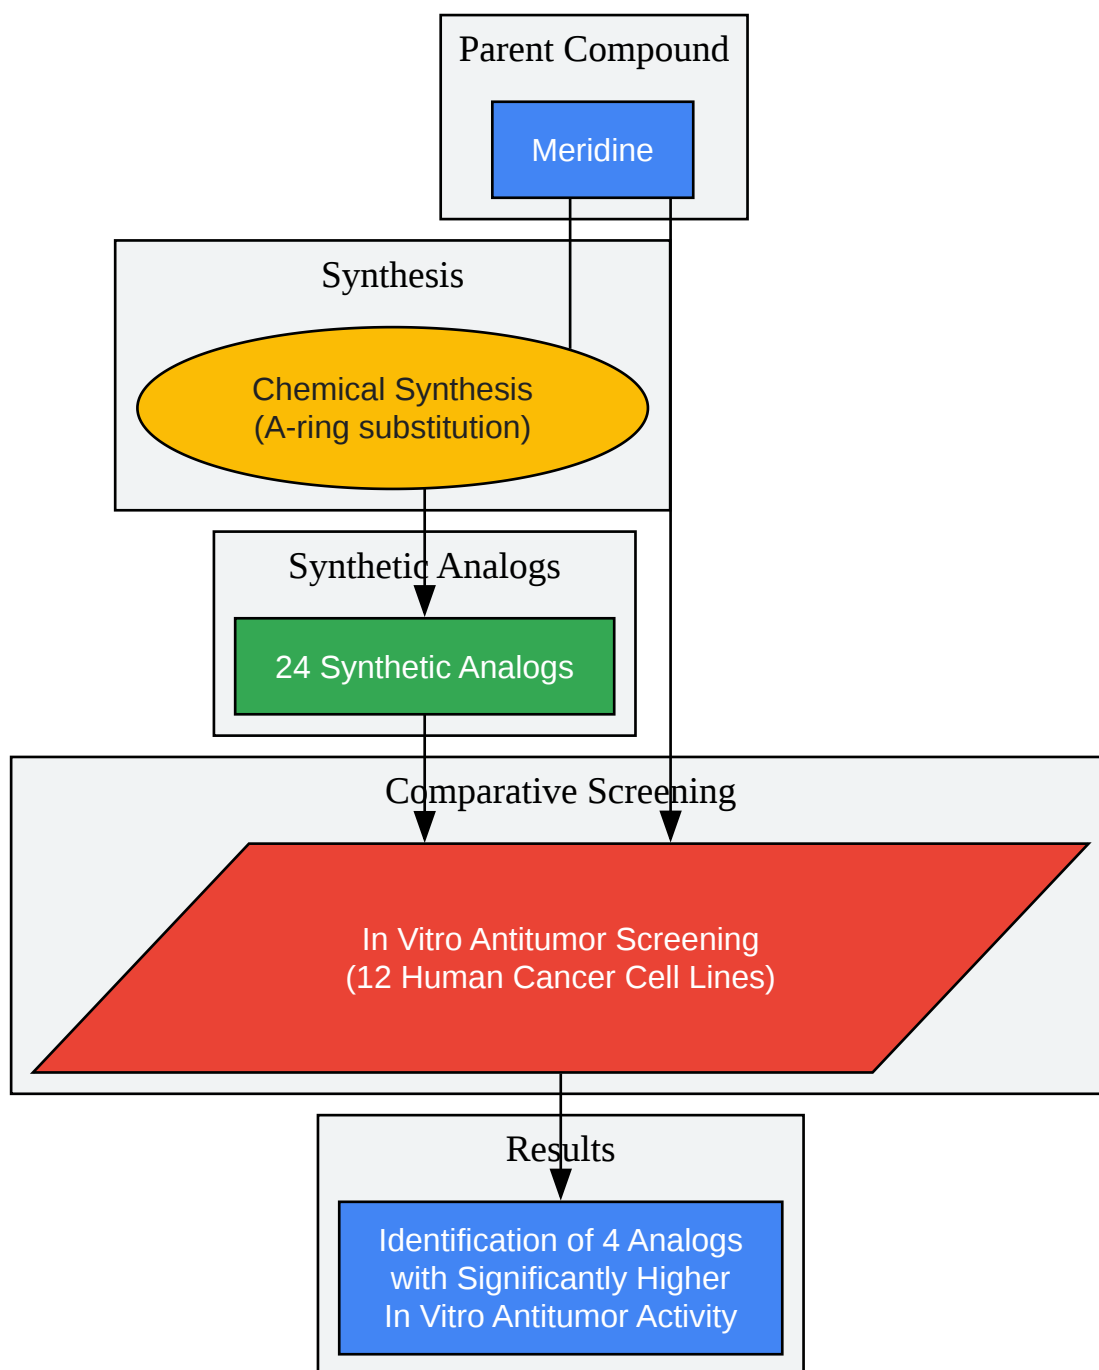 Parent Compound
Meridine
Synthesis
Chemical Synthesis
(A-ring substitution)
Synthetic Analogs
24 Synthetic Analogs
Comparative Screening
In Vitro Antitumor Screening
(12 Human Cancer Cell Lines)
Results
Identification of 4 Analogs
with Significantly Higher
In Vitro Antitumor Activity